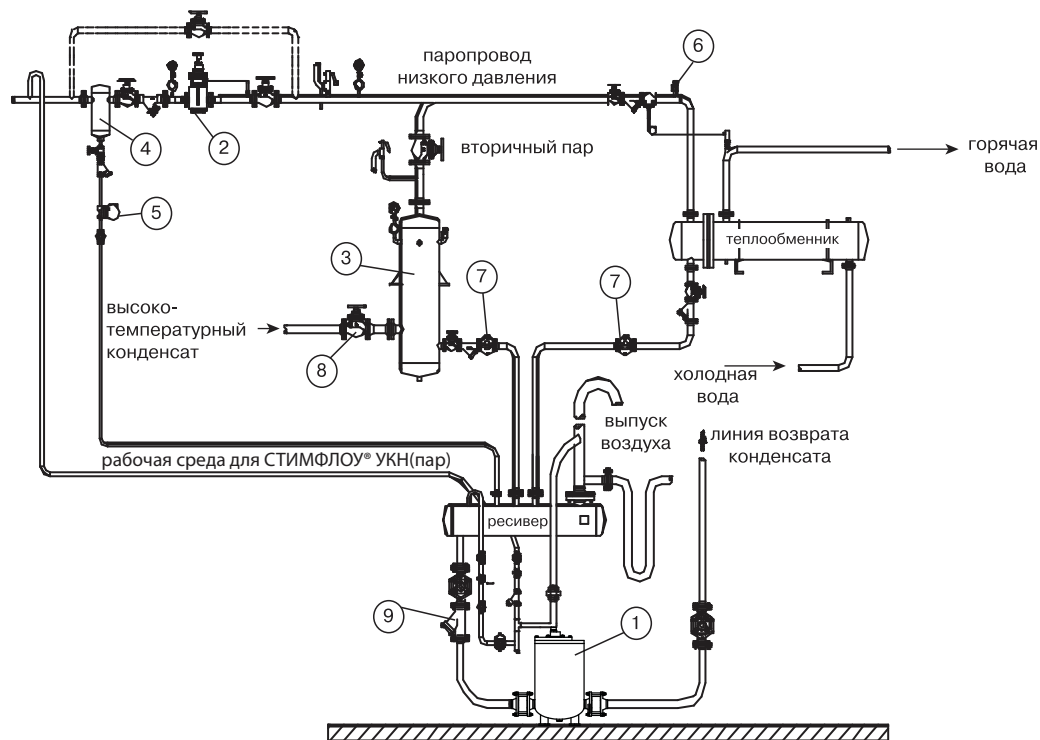 паропровод
низкого давления
6
4
2
вторичный пар
горячая
вода
5
теплообменник
3
7
7
высоко-
температурный
конденсат
8
холодная
вода
выпуск
воздуха
линия возврата
конденсата
рабочая среда для СТИМФЛОУ® УКН(пар)
ресивер
9
1